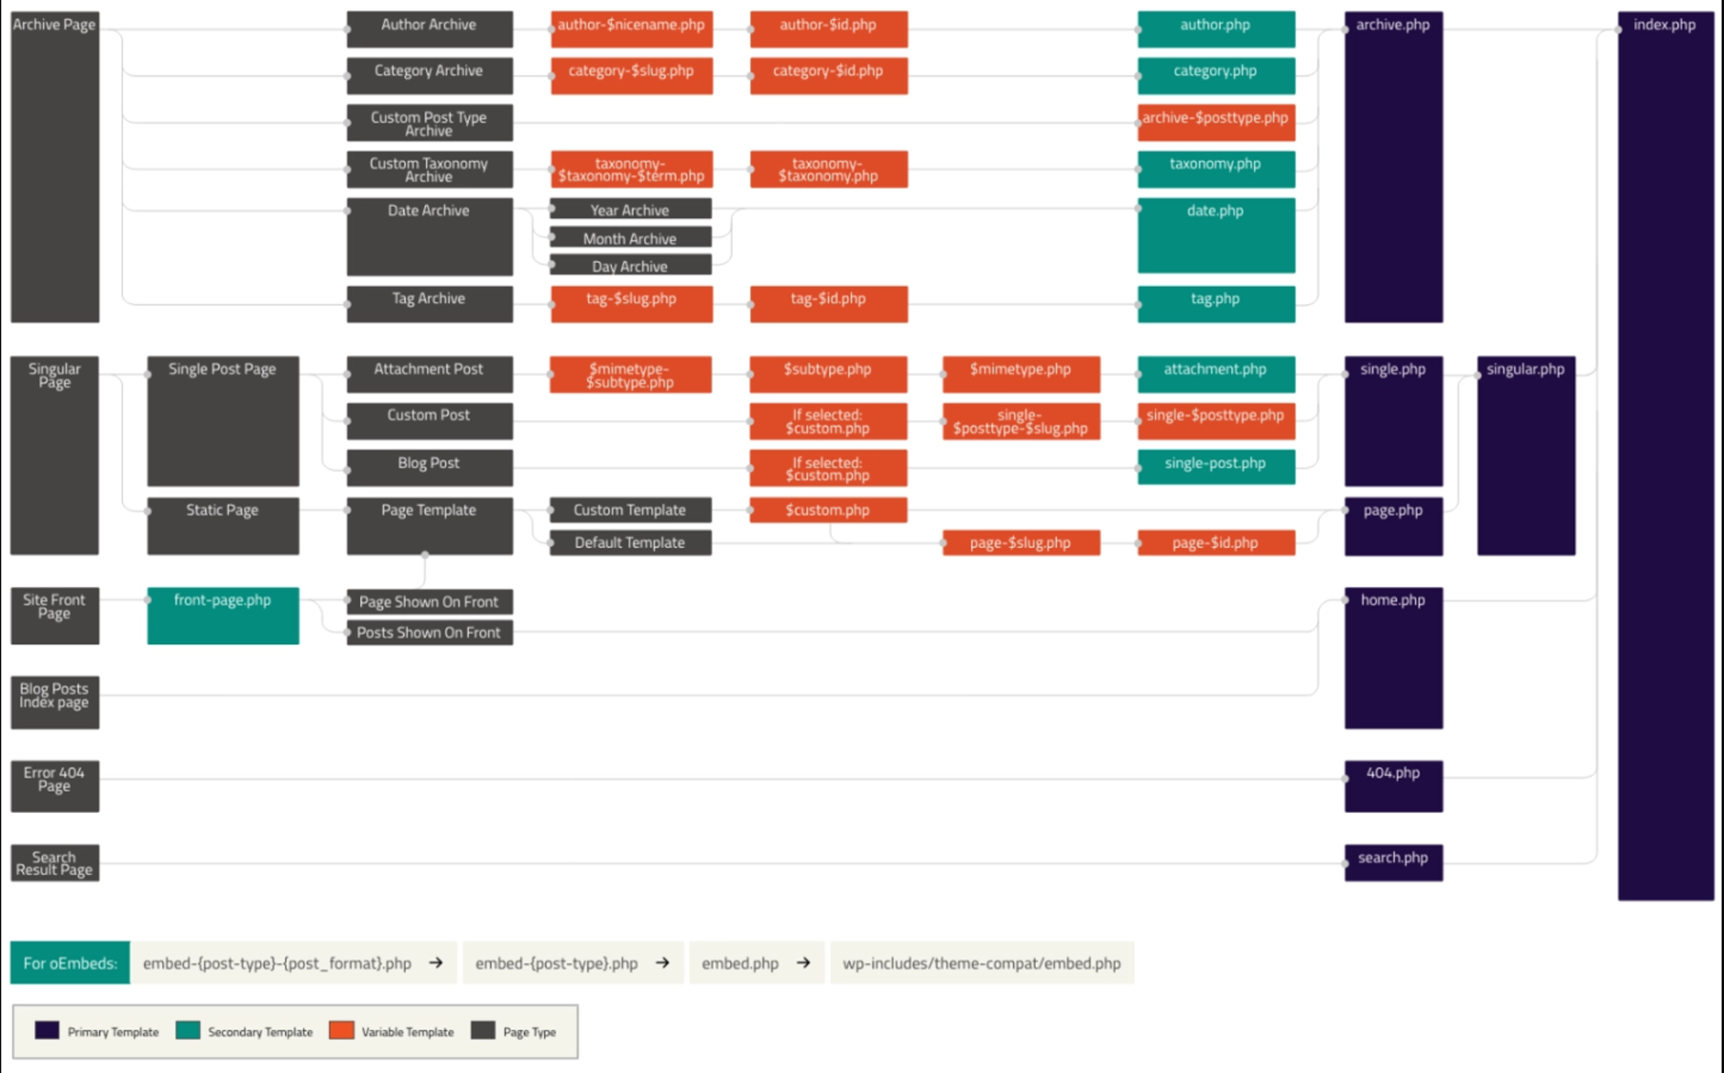 Archive Page
Author Archive
author-$nicename.php
author-$id.php
author.php
archive.php
index.php
Category Archive
category-$slug.php
category-$id.php
category.php
Custom Post Type
Archive
archive-$posttype.php
Custom Taxonomy
Archive
taxonomy-
$taxonomy-$term.php
taxonomy-
$taxonomy.php
taxonomy.php
Date Archive
Year Archive
Month Archive
Day Archive
date.php
Tag Archive
tag-$slug.php
tag-$id.php
tag.php
Singular
Page
Single Post Page
Attachment Post
$mimetype-
$subtype.php
$subtype.php
$mimetype.php
attachment.php
single.php
singular.php
Custom Post
If selected:
$custom.php
single-
$posttype-$slug.php
single-$posttype.php
Blog Post
If selected:
$custom.php
single-post.php
Static Page
Page Template
Custom Template
$custom.php
page.php
Default Template
page-$slug.php
page-$id.php
Site Front
Page
front-page.php
Page Shown On Front
Posts Shown On Front
home.php
Blog Posts
Index page
Error 404
Page
404.php
Search
Result Page
search.php
For oEmbeds:
embed-{post-type}-{post_format}.php →
embed-{post-type}.php →
embed.php →
wp-includes/theme-compat/embed.php
Primary Template
Secondary Template
Variable Template
Page Type